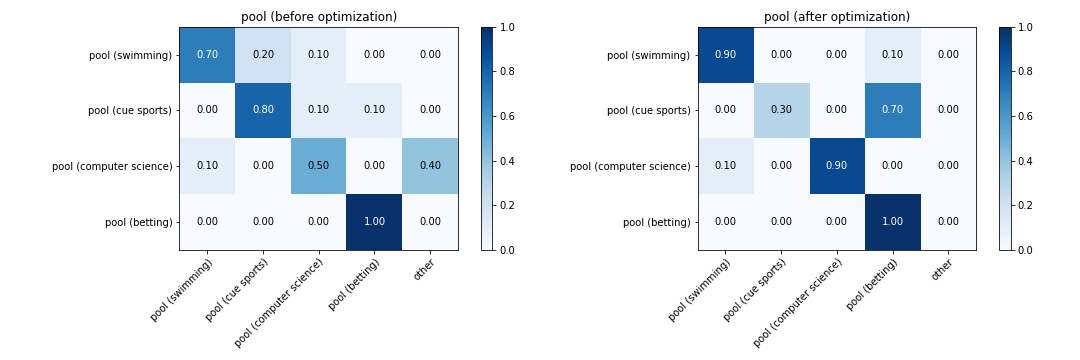 pool (before optimization)
pool (swimming) 0.70 0.20 0.10 0.00 0.00
pool (cue sports) 0.00 0.80 0.10 0.10 0.00
pool (computer science) 0.10 0.00 0.50 0.00 0.40
pool (betting) 0.00 0.00 0.00 1.00 0.00
pool (swimming)
pool (cue sports)
pool (computer science)
pool (betting)
other
1.0
0.8
0.6
0.4
0.2
0.0
pool (after optimization)
pool (swimming) 0.90 0.00 0.00 0.10 0.00
pool (cue sports) 0.00 0.30 0.00 0.70 0.00
pool (computer science) 0.10 0.00 0.90 0.00 0.00
pool (betting) 0.00 0.00 0.00 1.00 0.00
pool (swimming)
pool (cue sports)
pool (computer science)
pool (betting)
other
1.0
0.8
0.6
0.4
0.2
0.0